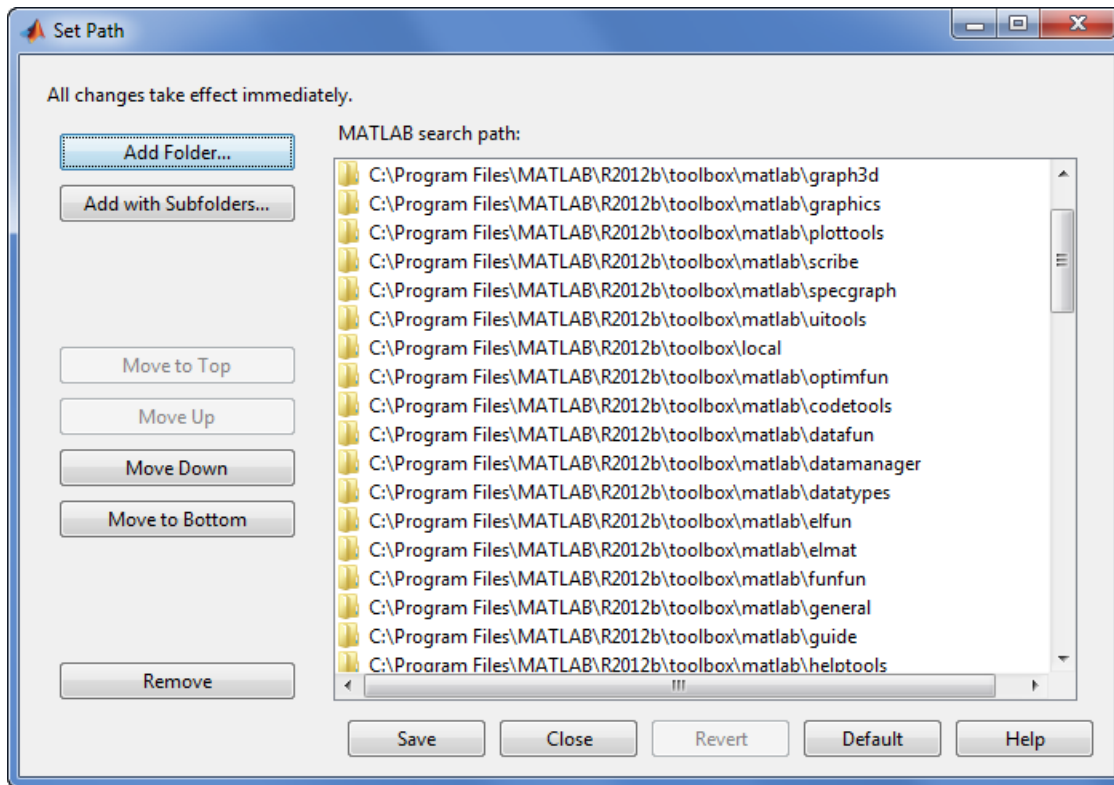 Set Path
All changes take effect immediately.
Add Folder...
Add with Subfolders...
Move to Top
Move Up
Move Down
Move to Bottom
Remove
MATLAB search path:
C:\Program Files\MATLAB\R2012b\toolbox\matlab\graph3d
C:\Program Files\MATLAB\R2012b\toolbox\matlab\graphics
C:\Program Files\MATLAB\R2012b\toolbox\matlab\plottools
C:\Program Files\MATLAB\R2012b\toolbox\matlab\scribe
C:\Program Files\MATLAB\R2012b\toolbox\matlab\specgraph
C:\Program Files\MATLAB\R2012b\toolbox\matlab\uitools
C:\Program Files\MATLAB\R2012b\toolbox\local
C:\Program Files\MATLAB\R2012b\toolbox\matlab\optimfun
C:\Program Files\MATLAB\R2012b\toolbox\matlab\codetools
C:\Program Files\MATLAB\R2012b\toolbox\matlab\datafun
C:\Program Files\MATLAB\R2012b\toolbox\matlab\datamanager
C:\Program Files\MATLAB\R2012b\toolbox\matlab\datatypes
C:\Program Files\MATLAB\R2012b\toolbox\matlab\elfun
C:\Program Files\MATLAB\R2012b\toolbox\matlab\elmat
C:\Program Files\MATLAB\R2012b\toolbox\matlab\funfun
C:\Program Files\MATLAB\R2012b\toolbox\matlab\general
C:\Program Files\MATLAB\R2012b\toolbox\matlab\guide
C:\Program Files\MATLAB\R2012b\toolbox\matlab\helptools
Save
Close
Revert
Default
Help